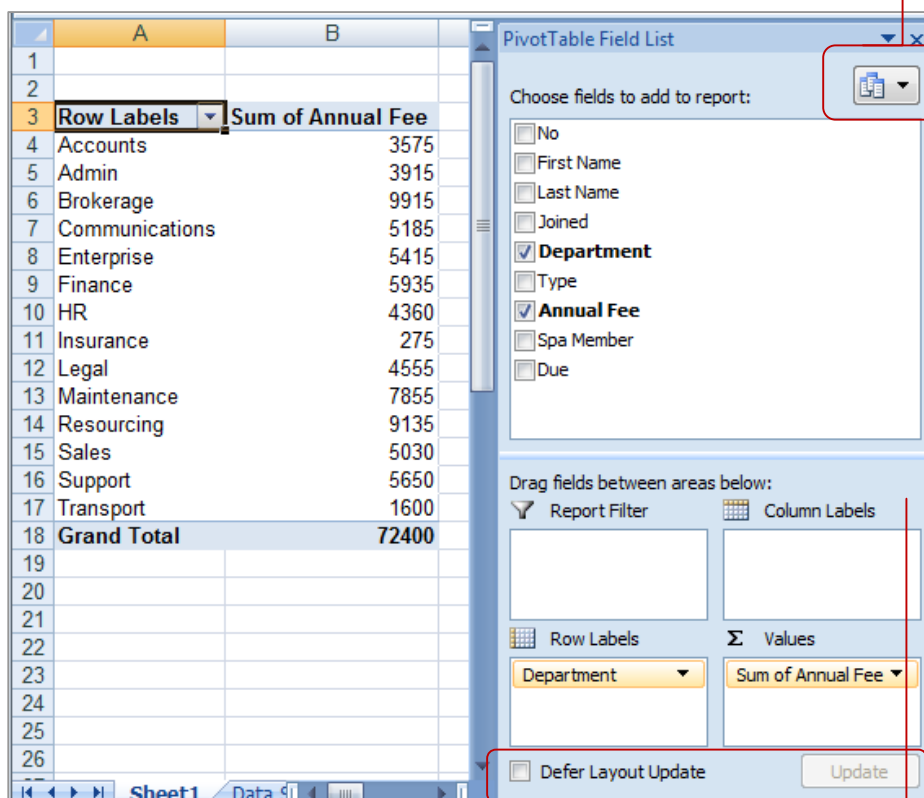 A B
1
2
3 Row Labels Sum of Annual Fee
4 Accounts 3575
5 Admin 3915
6 Brokerage 9915
7 Communications 5185
8 Enterprise 5415
9 Finance 5935
10 HR 4360
11 Insurance 275
12 Legal 4555
13 Maintenance 7855
14 Resourcing 9135
15 Sales 5030
16 Support 5650
17 Transport 1600
18 Grand Total 72400
19
20
21
22
23
24
25
26
Sheet1 Data
PivotTable Field List
Choose fields to add to report:
No
First Name
Last Name
Joined
Department
Type
Annual Fee
Spa Member
Due
Drag fields between areas below:
Report Filter Column Labels
Row Labels Σ Values
Department Sum of Annual Fee
Defer Layout Update Update